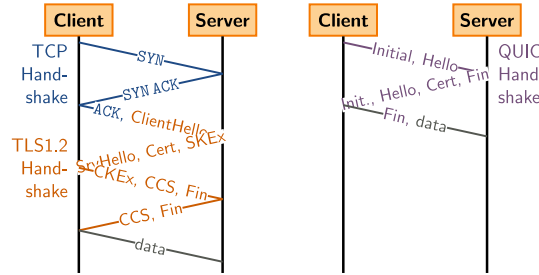 Client
Server
Client
Server
TCP
Hand-
shake
SYN
SYN ACK
ACK, ClientHello
TLS1.2
Hand-
shake
SrvHello, Cert, SKEx
CKEx, CCS, Fin
CCS, Fin
data
Initial, Hello
QUIC
Hand-
shake
Init., Hello, Cert, Fin
Fin, data